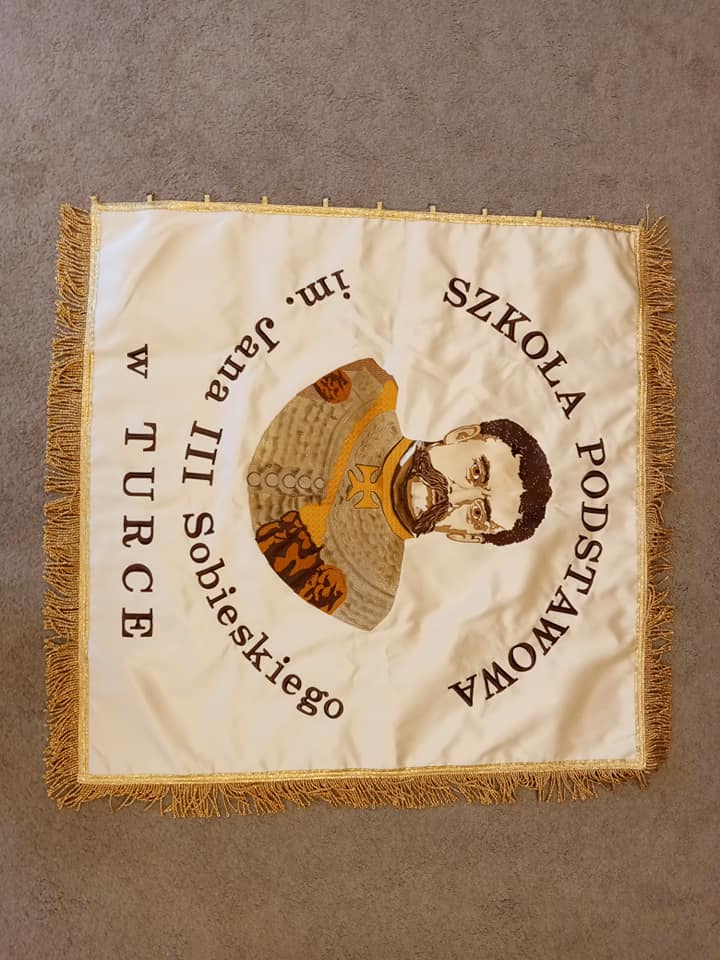 SZKOŁA PODSTAWOWA
im. Jana III Sobieskiego
W TURCE